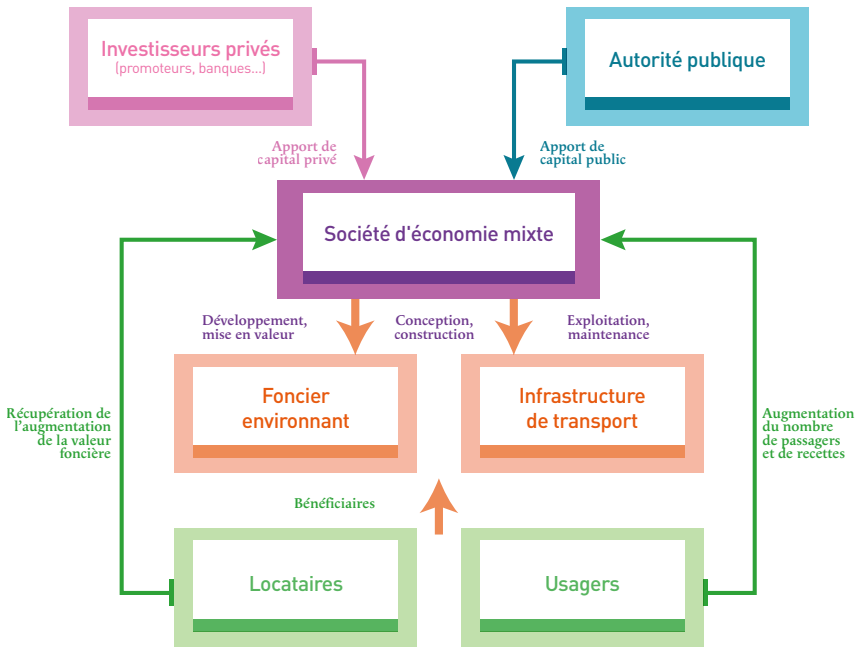 Investisseurs privés
(promoteurs, banques...)
Autorité publique
Apport de
capital privé
Apport de
capital public
Société d'économie mixte
Développement,
mise en valeur
Conception,
construction
Exploitation,
maintenance
Foncier
environnant
Infrastructure
de transport
Récupération de
l'augmentation
de la valeur
foncière
Augmentation
du nombre
de passagers
et de recettes
Bénéficiaires
Locataires
Usagers